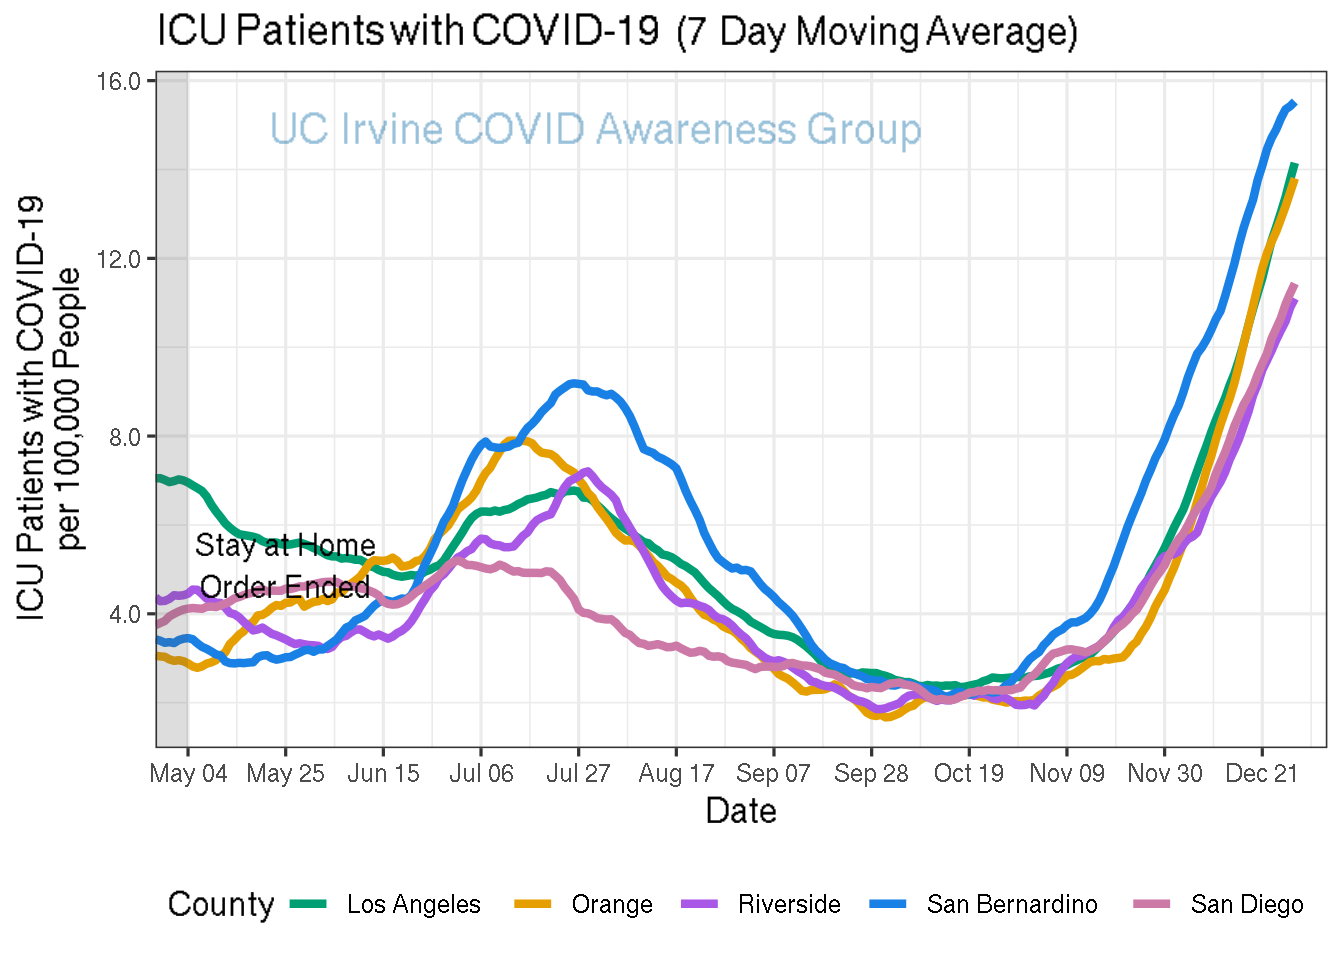 ICU Patients with COVID-19 (7 Day Moving Average)
UC Irvine COVID Awareness Group
ICU Patients with COVID-19
per 100,000 People
16.0
12.0
8.0
4.0
Stay at Home
Order Ended
May 04 May 25 Jun 15 Jul 06 Jul 27 Aug 17 Sep 07 Sep 28 Oct 19 Nov 09 Nov 30 Dec 21
Date
County Los Angeles Orange Riverside San Bernardino San Diego